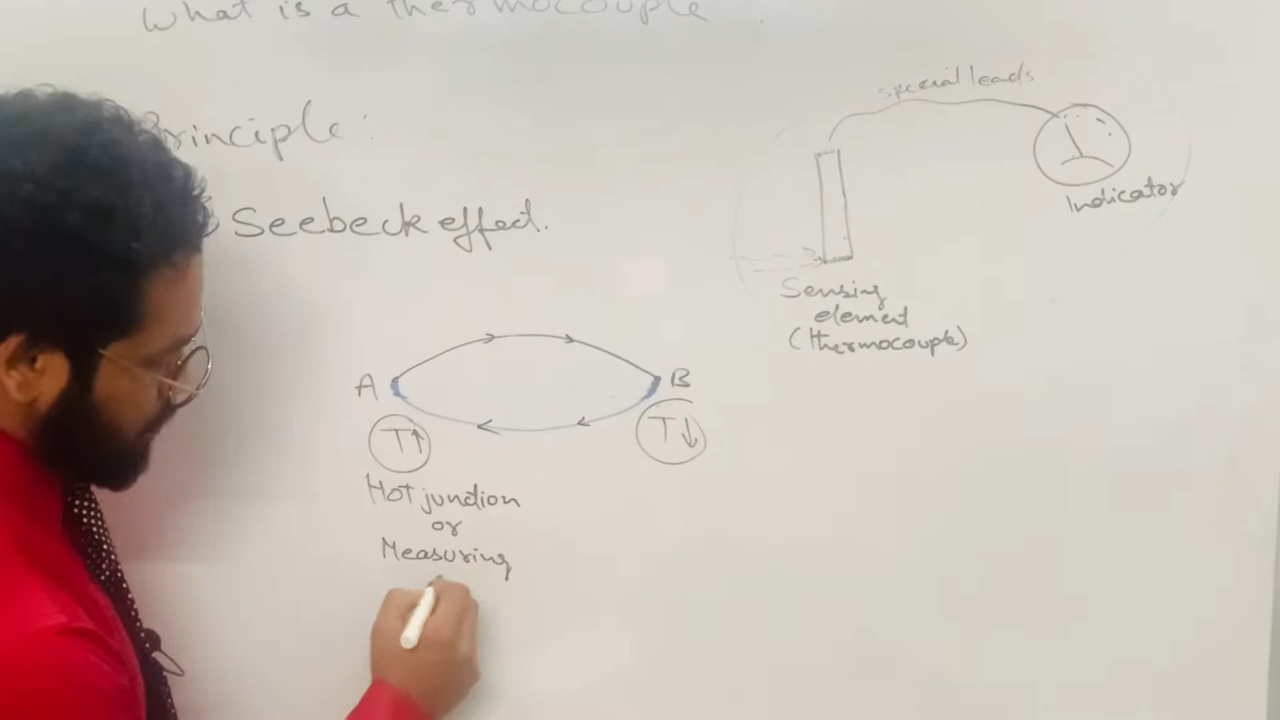 What is a thermocouple
Principle:
Seebeck effect.
special leads
Indicator
Sensing
element
(thermocouple)
A
B
T↑
T↓
Hot junction
or
Measuring